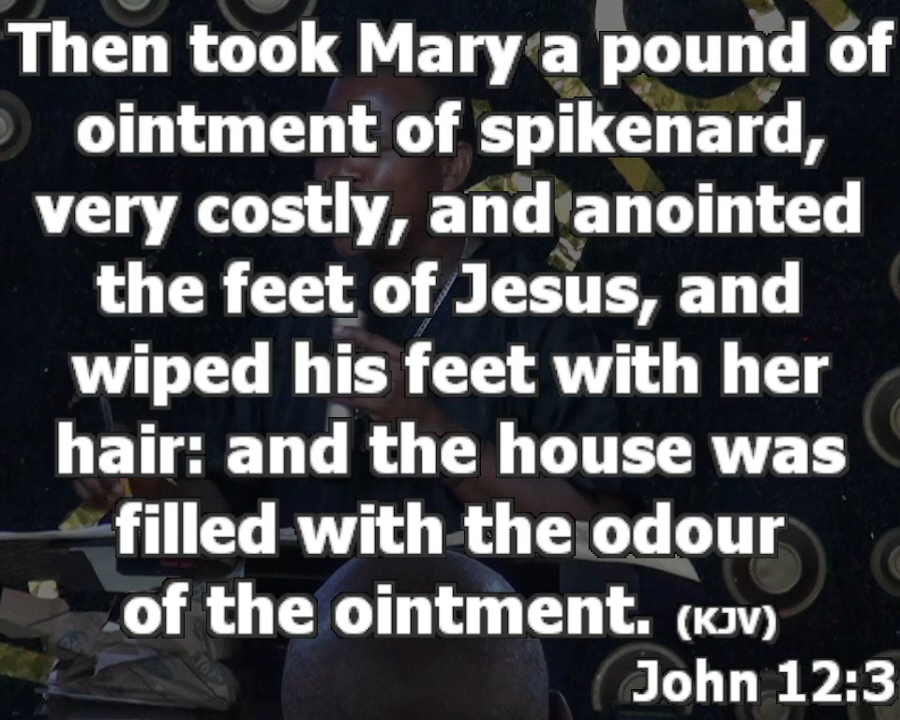 Then took Mary a pound of
ointment of spikenard,
very costly, and anointed
the feet of Jesus, and
wiped his feet with her
hair: and the house was
filled with the odour
of the ointment. (KJV)
John 12:3